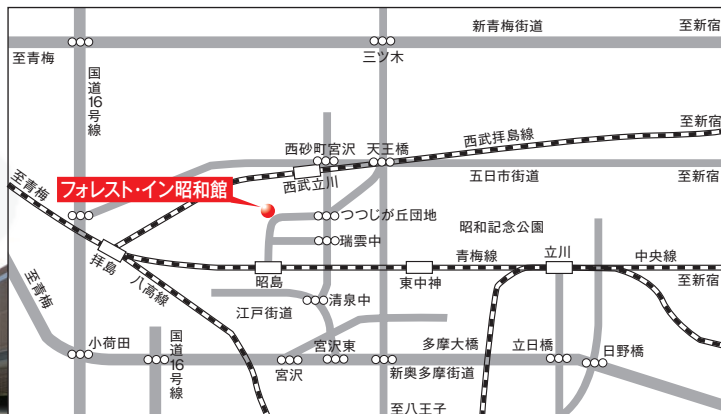 新青梅街道
至新宿
至青梅
三ツ木
国道16号線
西武拝島線
至新宿
西砂町宮沢
天王橋
西武立川
五日市街道
至新宿
至青梅
フォレスト・イン昭和館
つつじが丘団地
瑞雲中
昭和記念公園
拝島
八高線
昭島
青梅線
東中神
立川
中央線
至新宿
至青梅
清泉中
江戸街道
小荷田
国道16号線
宮沢
宮沢東
多摩大橋
新奥多摩街道
立日橋
日野橋
至八王子